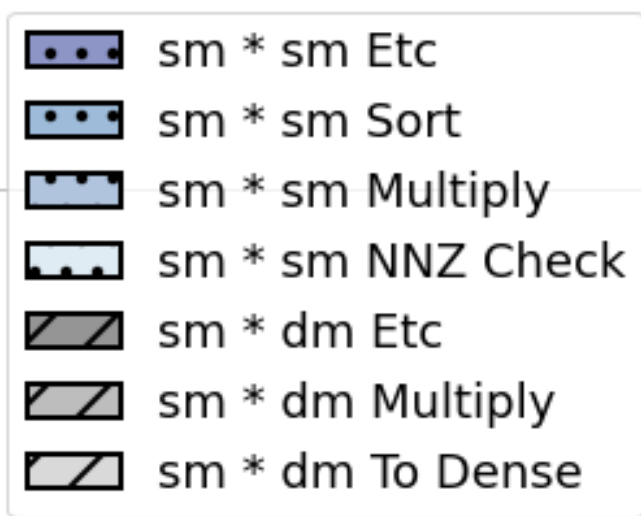 sm * sm Etc
sm * sm Sort
sm * sm Multiply
sm * sm NNZ Check
sm * dm Etc
sm * dm Multiply
sm * dm To Dense